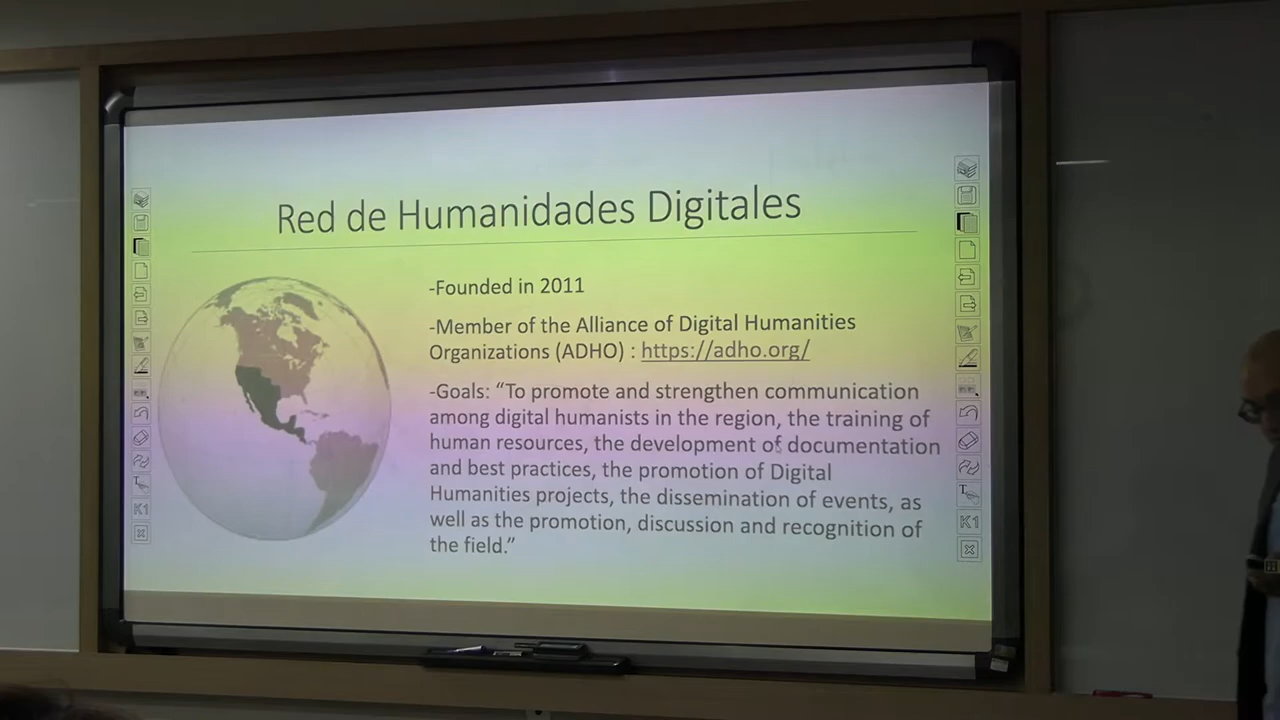 Red de Humanidades Digitales
-Founded in 2011
-Member of the Alliance of Digital Humanities
Organizations (ADHO) : https://adho.org/
-Goals: “To promote and strengthen communication
among digital humanists in the region, the training of
human resources, the development of documentation
and best practices, the promotion of Digital
Humanities projects, the dissemination of events, as
well as the promotion, discussion and recognition of
the field.”
K1
K1